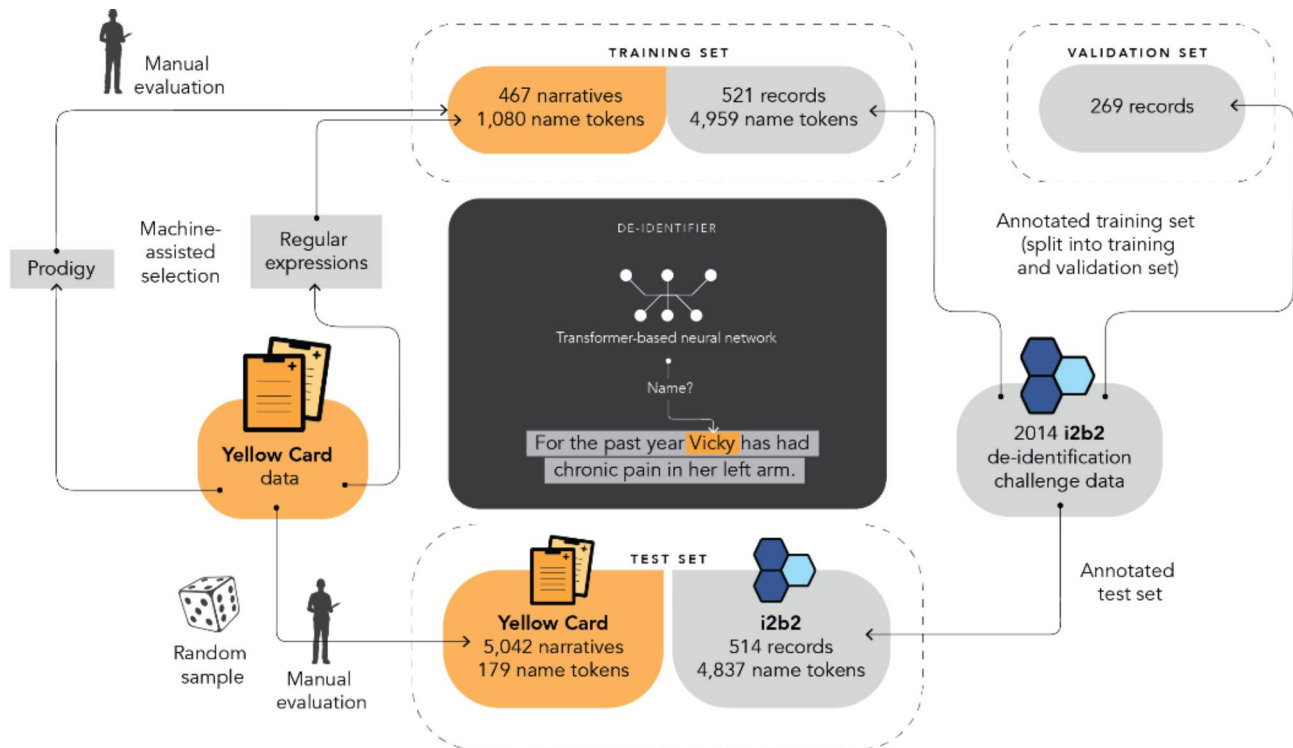 Manual
evaluation
TRAINING SET
467 narratives
1,080 name tokens
521 records
4,959 name tokens
VALIDATION SET
269 records
Prodigy
Machine-
assisted
selection
Regular
expressions
DE-IDENTIFIER
Transformer-based neural network
Name?
For the past year Vicky has had
chronic pain in her left arm.
Annotated training set
(split into training
and validation set)
Yellow Card
data
2014 i2b2
de-identification
challenge data
Random
sample
Manual
evaluation
TEST SET
Yellow Card
5,042 narratives
179 name tokens
i2b2
514 records
4,837 name tokens
Annotated
test set